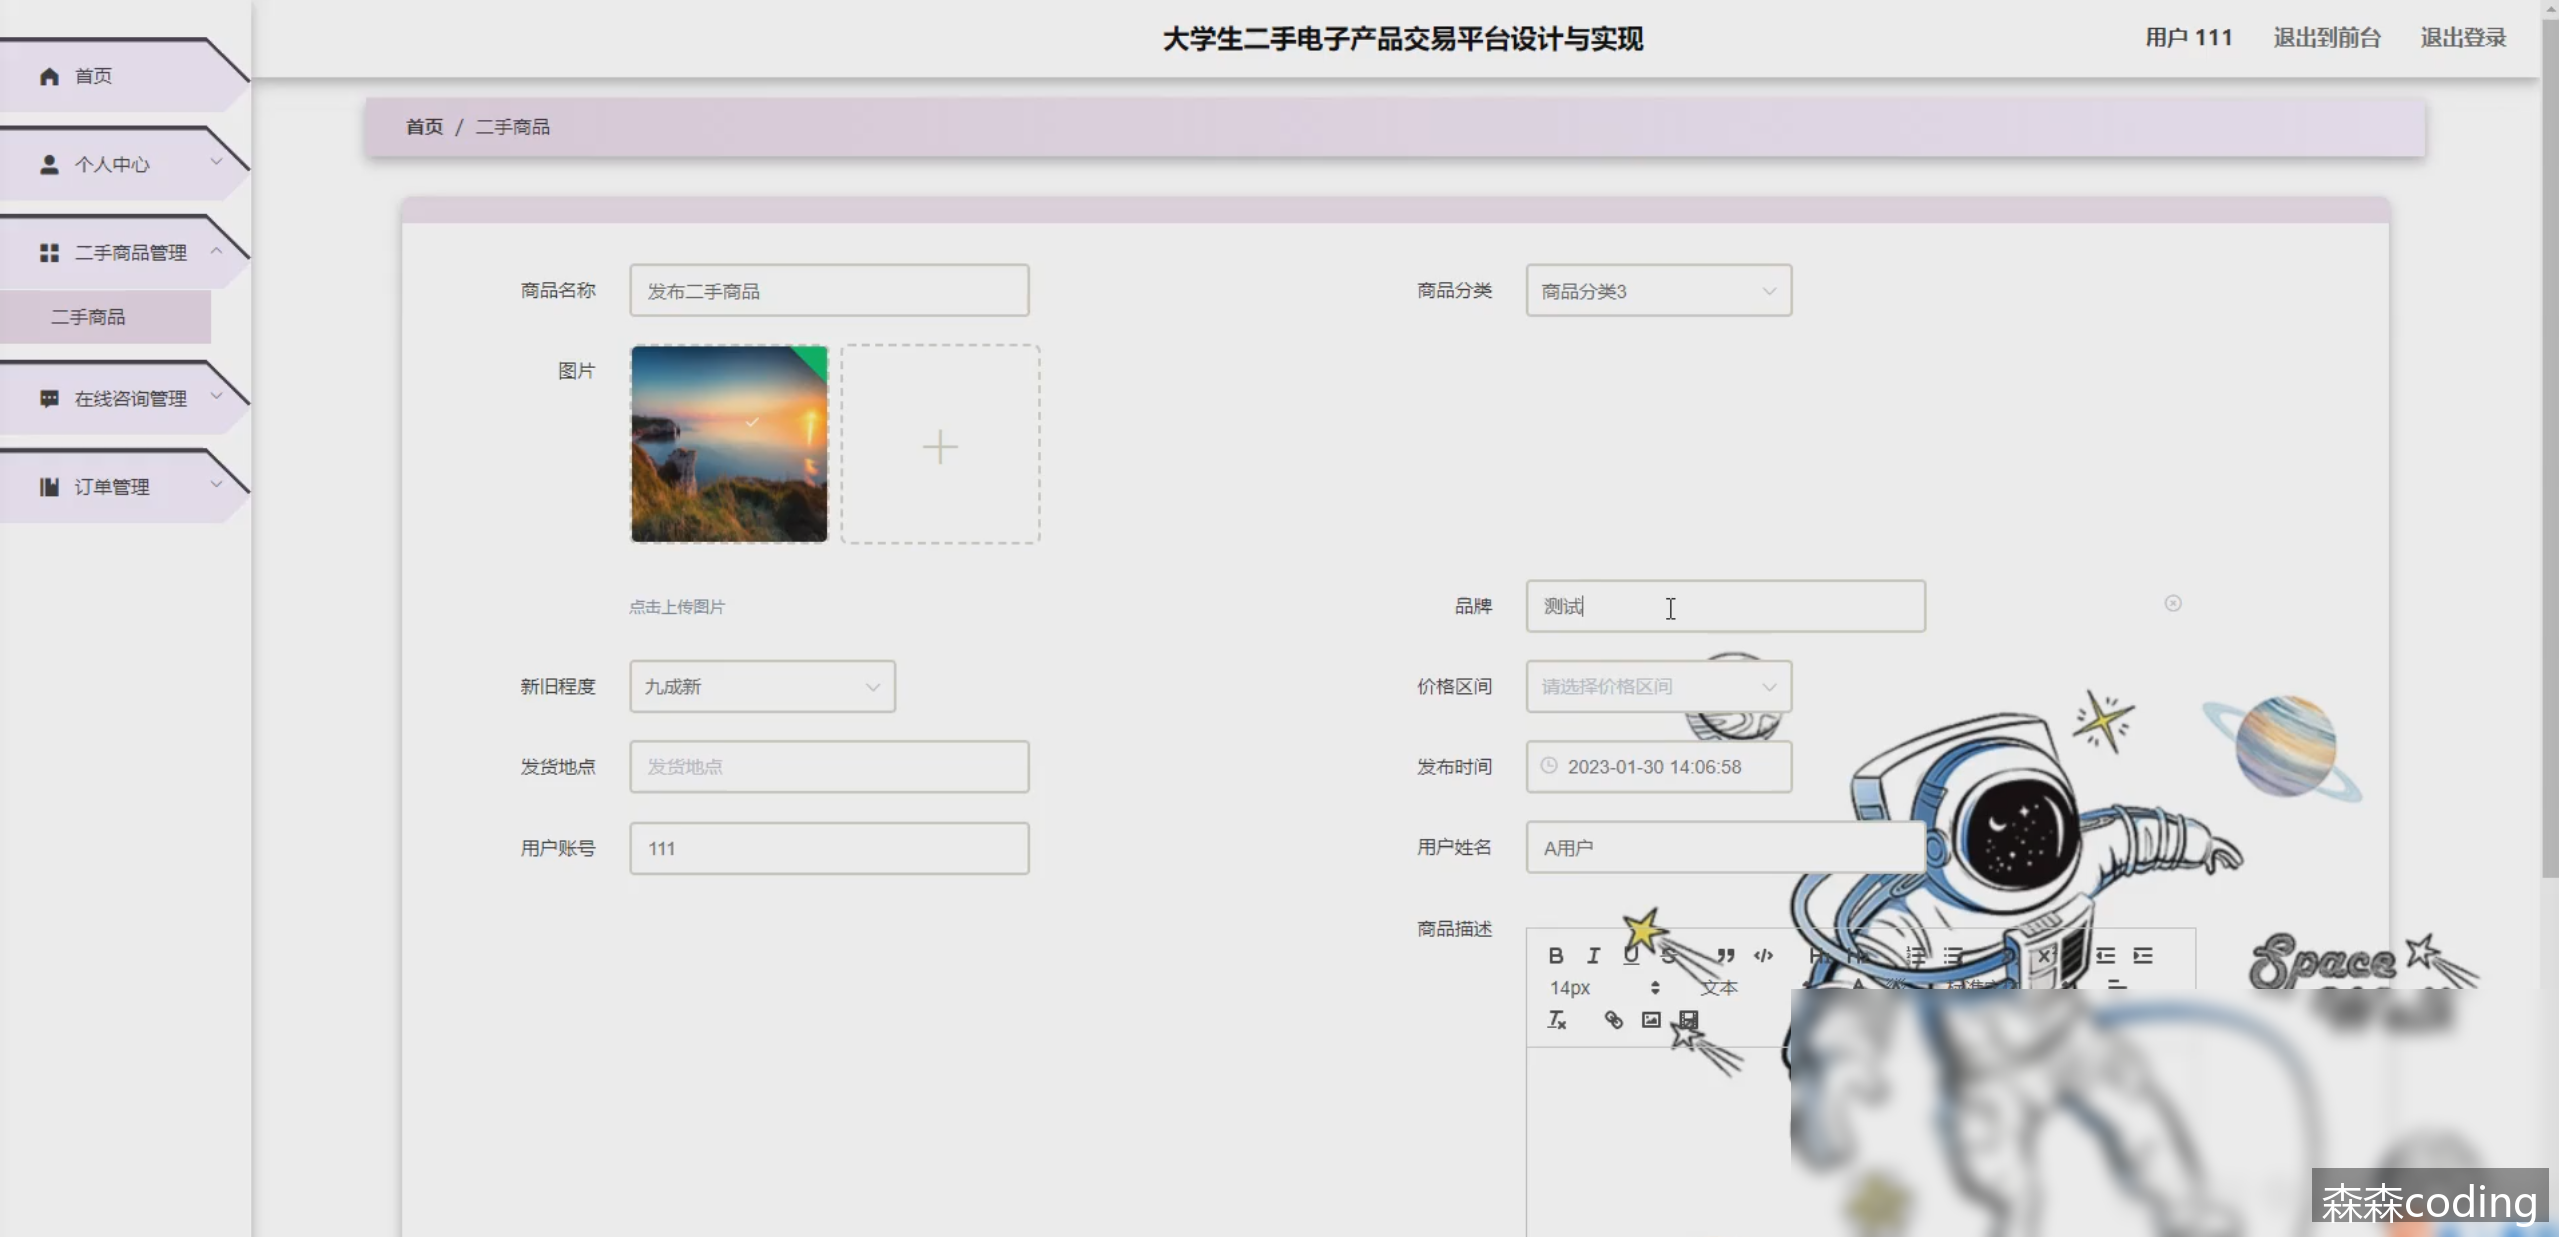 大学生二手电子产品交易平台设计与实现
用户 111
退出到前台
退出登录
首页
个人中心
二手商品管理
二手商品
在线咨询管理
订单管理
首页 / 二手商品
商品名称
发布二手商品
商品分类
商品分类3
图片
点击上传图片
品牌
测试
新旧程度
九成新
价格区间
请选择价格区间
发货地点
发货地点
发布时间
2023-01-30 14:06:58
用户账号
111
用户姓名
A用户
商品描述
14px
文本
Space
森森coding